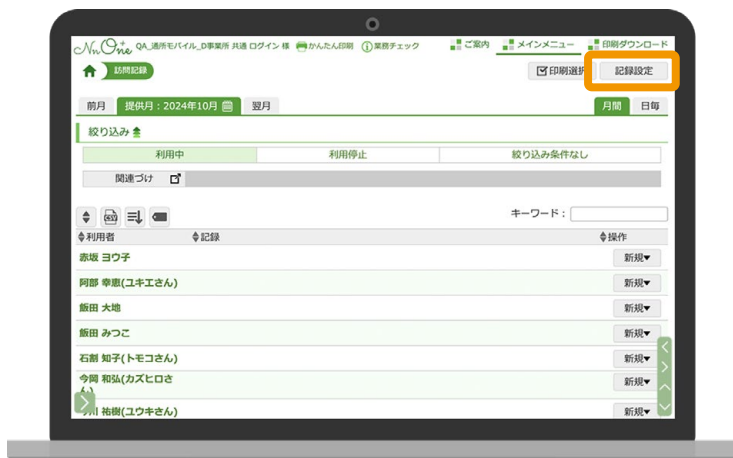 NnOne QA_通所モバイル_D事業所 共通 ログイン 様 かんたん印刷 業務チェック ご案内 メインメニュー 印刷ダウンロード
訪問記録 印刷選択 記録設定
前月 提供月:2024年10月 翌月 月間 日毎
絞り込み
利用中 利用停止 絞り込み条件なし
関連づけ
CSV キーワード:
利用者 記録 操作
赤坂 ヨウ子 新規▼
阿部 幸恵(ユキエさん) 新規▼
飯田 大地 新規▼
飯田 みつこ 新規▼
石割 知子(トモコさん) 新規▼
今岡 和弘(カズヒロさ 新規▼
川 祐樹(ユウキさん) 新規▼